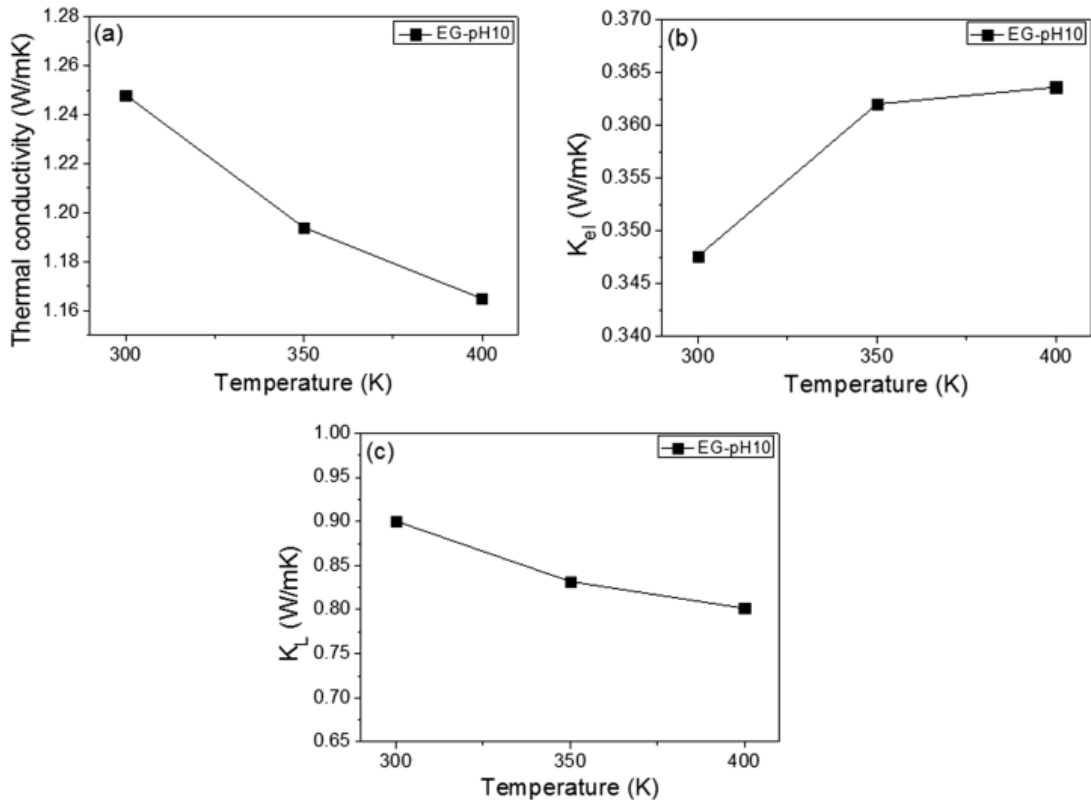 (a)
EG-pH10
Thermal conductivity (W/mK)
1.28
1.26
1.24
1.22
1.20
1.18
1.16
300
350
400
Temperature (K)
(b)
EG-pH10
K_el (W/mK)
0.370
0.365
0.360
0.355
0.350
0.345
0.340
300
350
400
Temperature (K)
(c)
EG-pH10
K_L (W/mK)
1.00
0.95
0.90
0.85
0.80
0.75
0.70
0.65
300
350
400
Temperature (K)